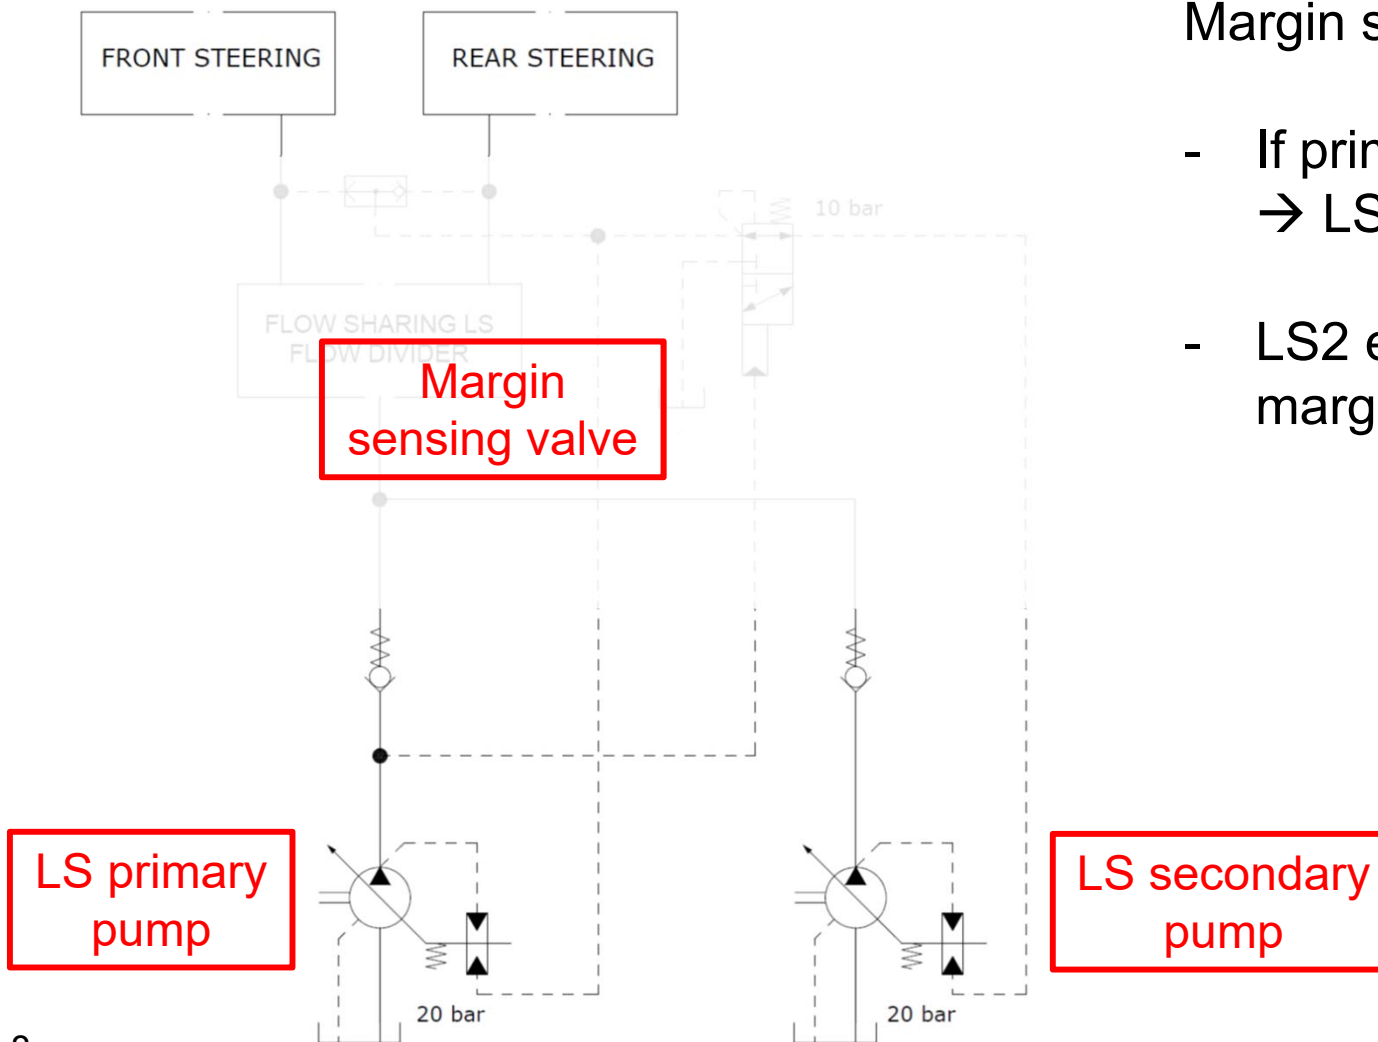 Margin s
FRONT STEERING
REAR STEERING
- If prin
→ LS
10 bar
FLOW SHARING LS
FLOW DIVIDER
Margin
sensing valve
- LS2 e
marg
LS primary
pump
LS secondary
pump
20 bar
20 bar